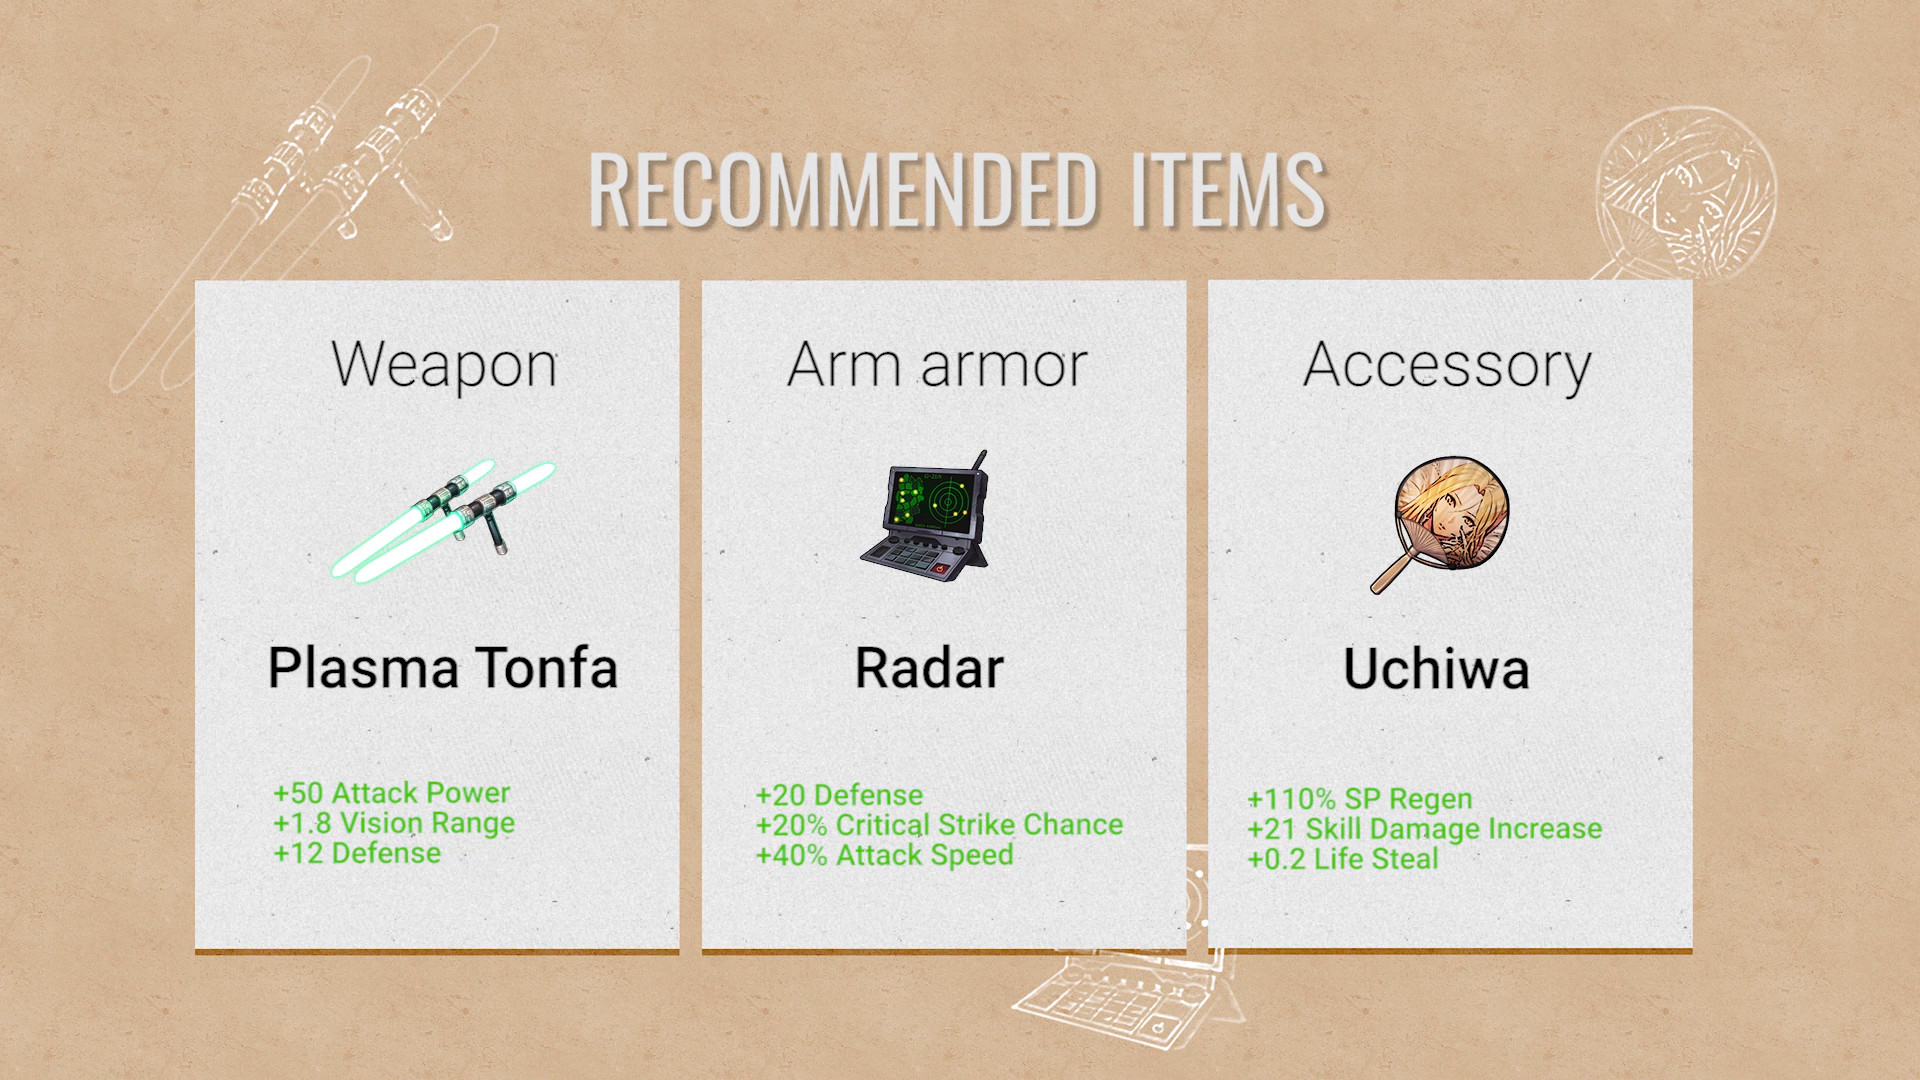 RECOMMENDED ITEMS
Weapon
Plasma Tonfa
+50 Attack Power
+1.8 Vision Range
+12 Defense
Arm armor
Radar
+20 Defense
+20% Critical Strike Chance
+40% Attack Speed
Accessory
Uchiwa
+110% SP Regen
+21 Skill Damage Increase
+0.2 Life Steal